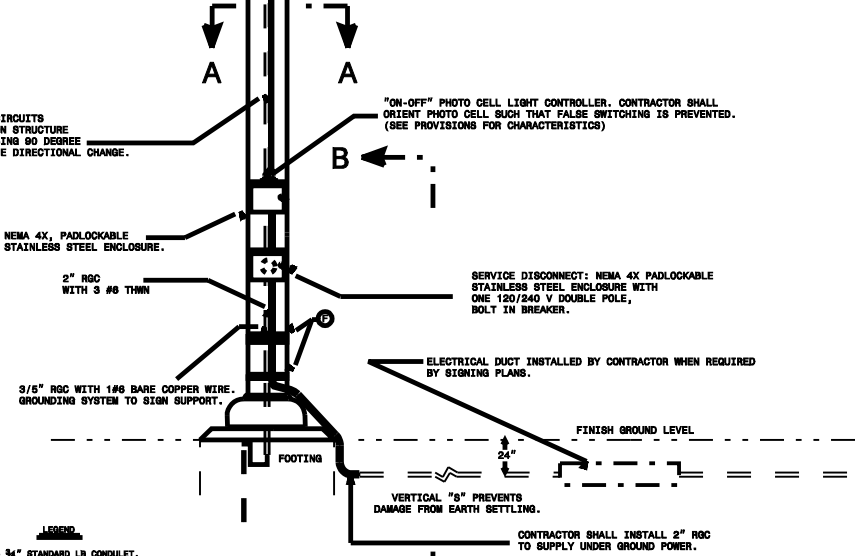 A
A
"ON-OFF" PHOTO CELL LIGHT CONTROLLER. CONTRACTOR SHALL
ORIENT PHOTO CELL SUCH THAT FALSE SWITCHING IS PREVENTED.
(SEE PROVISIONS FOR CHARACTERISTICS)
IRCUITS
N STRUCTURE
ING 90 DEGREE
E DIRECTIONAL CHANGE.
B
NEMA 4X, PADLOCKABLE
STAINLESS STEEL ENCLOSURE.
2" RGC
WITH 3 #6 THWN
SERVICE DISCONNECT: NEMA 4X PADLOCKABLE
STAINLESS STEEL ENCLOSURE WITH
ONE 120/240 V DOUBLE POLE,
BOLT IN BREAKER.
F
ELECTRICAL DUCT INSTALLED BY CONTRACTOR WHEN REQUIRED
BY SIGNING PLANS.
3/5" RGC WITH 1#6 BARE COPPER WIRE.
GROUNDING SYSTEM TO SIGN SUPPORT.
FINISH GROUND LEVEL
24"
FOOTING
VERTICAL "S" PREVENTS
DAMAGE FROM EARTH SETTLING.
CONTRACTOR SHALL INSTALL 2" RGC
TO SUPPLY UNDER GROUND POWER.
LEGEND
¾" STANDARD LB CONDULET.